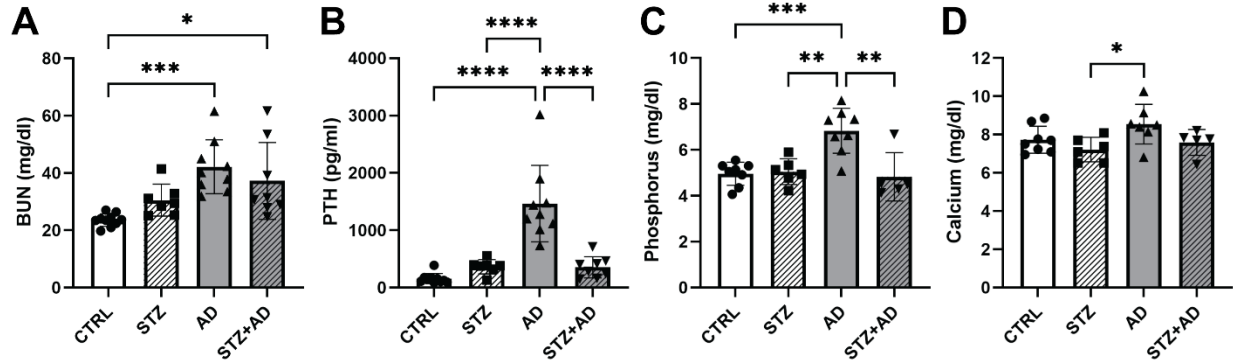 A
BUN (mg/dl)
80
60
40
20
0
***
*
CTRL
STZ
AD
STZ+AD
B
PTH (pg/ml)
4000
3000
2000
1000
0
****
****
****
CTRL
STZ
AD
STZ+AD
C
Phosphorus (mg/dl)
10
8
6
4
2
0
***
**
**
CTRL
STZ
AD
STZ+AD
D
Calcium (mg/dl)
12
10
8
6
4
2
0
*
CTRL
STZ
AD
STZ+AD